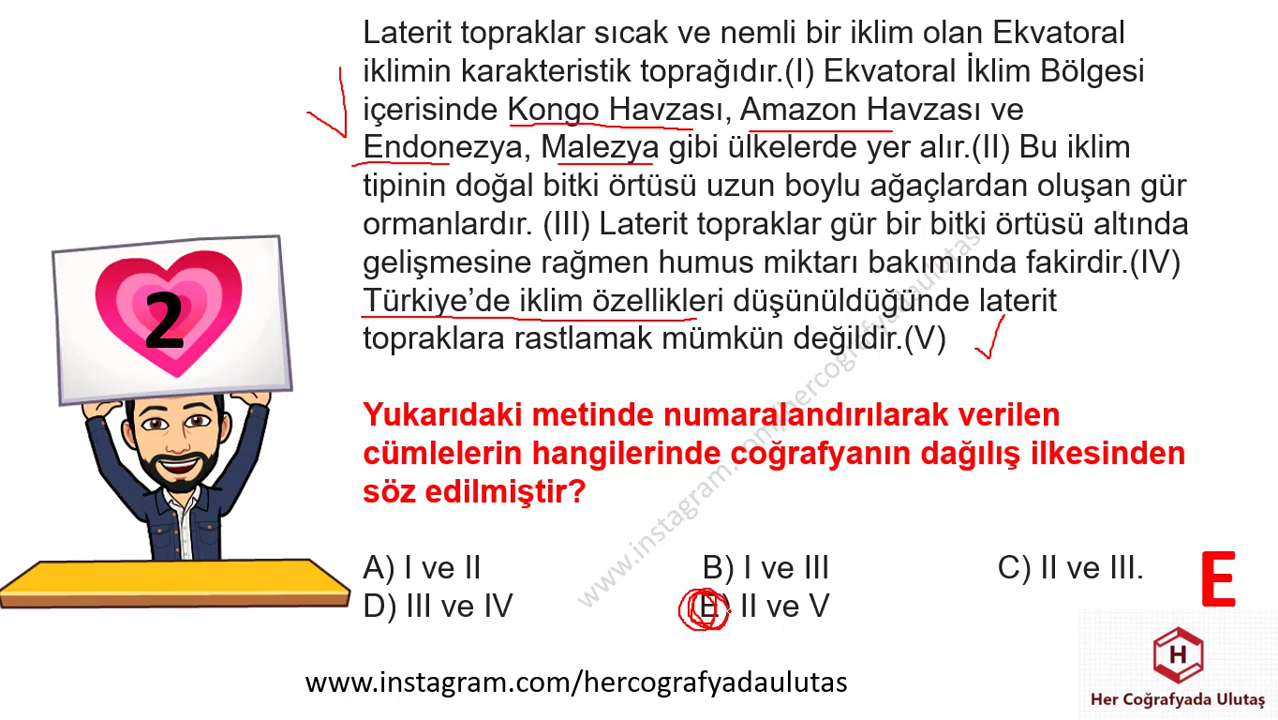 Laterit topraklar sıcak ve nemli bir iklim olan Ekvatoral
iklimin karakteristik toprağıdır.(I) Ekvatoral İklim Bölgesi
içerisinde Kongo Havzası, Amazon Havzası ve
Endonezya, Malezya gibi ülkelerde yer alır.(II) Bu iklim
tipinin doğal bitki örtüsü uzun boylu ağaçlardan oluşan gür
ormanlardır. (III) Laterit topraklar gür bir bitki örtüsü altında
gelişmesine rağmen humus miktarı bakımında fakirdir.(IV)
Türkiye’de iklim özellikleri düşünüldüğünde laterit
topraklara rastlamak mümkün değildir.(V)
2
Yukarıdaki metinde numaralandırılarak verilen
cümlelerin hangilerinde coğrafyanın dağılış ilkesinden
söz edilmiştir?
www.instagram.com/hercografyadaulutas
A) I ve II B) I ve III C) II ve III.
D) III ve IV E) II ve V
E
www.instagram.com/hercografyadaulutas
H
Her Coğrafyada Ulutaş